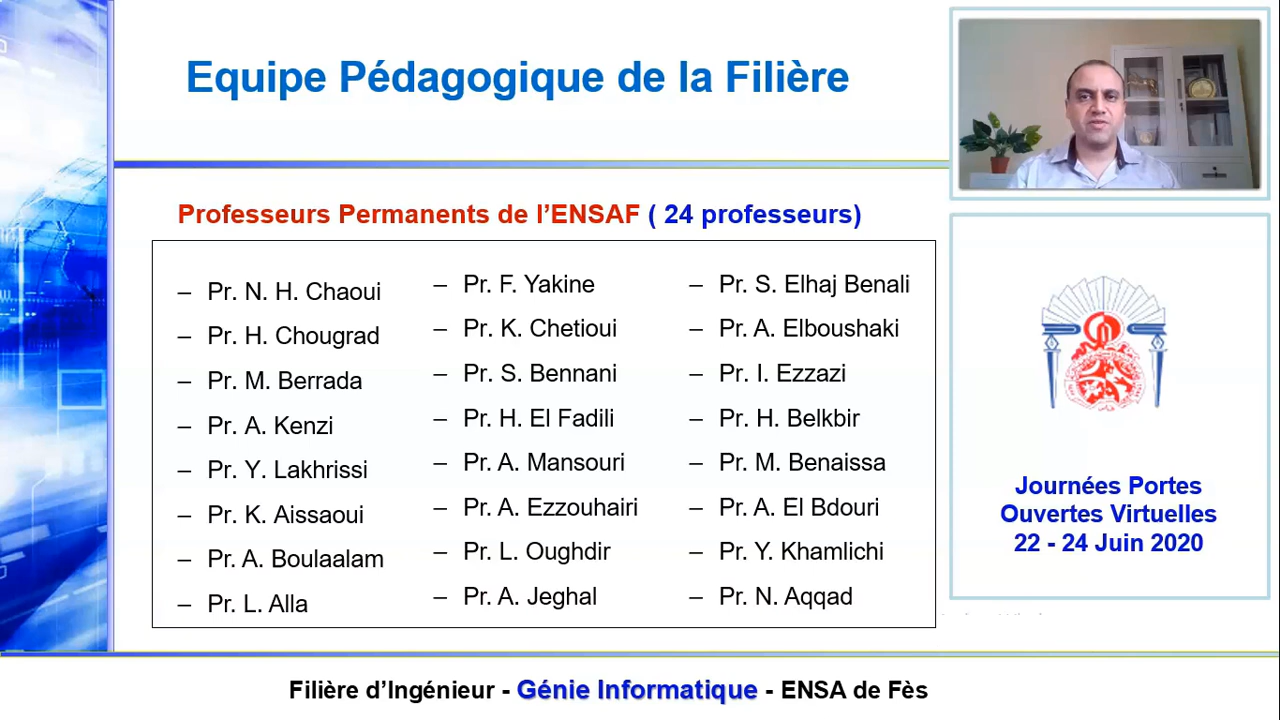 Equipe Pédagogique de la Filière
Professeurs Permanents de l’ENSAF ( 24 professeurs)
– Pr. N. H. Chaoui
– Pr. H. Chougrad
– Pr. M. Berrada
– Pr. A. Kenzi
– Pr. Y. Lakhrissi
– Pr. K. Aissaoui
– Pr. A. Boulaalam
– Pr. L. Alla
– Pr. F. Yakine
– Pr. K. Chetioui
– Pr. S. Bennani
– Pr. H. El Fadili
– Pr. A. Mansouri
– Pr. A. Ezzouhairi
– Pr. L. Oughdir
– Pr. A. Jeghal
– Pr. S. Elhaj Benali
– Pr. A. Elboushaki
– Pr. I. Ezzazi
– Pr. H. Belkbir
– Pr. M. Benaissa
– Pr. A. El Bdouri
– Pr. Y. Khamlichi
– Pr. N. Aqqad
Journées Portes
Ouvertes Virtuelles
22 - 24 Juin 2020
Filière d’Ingénieur - Génie Informatique - ENSA de Fès